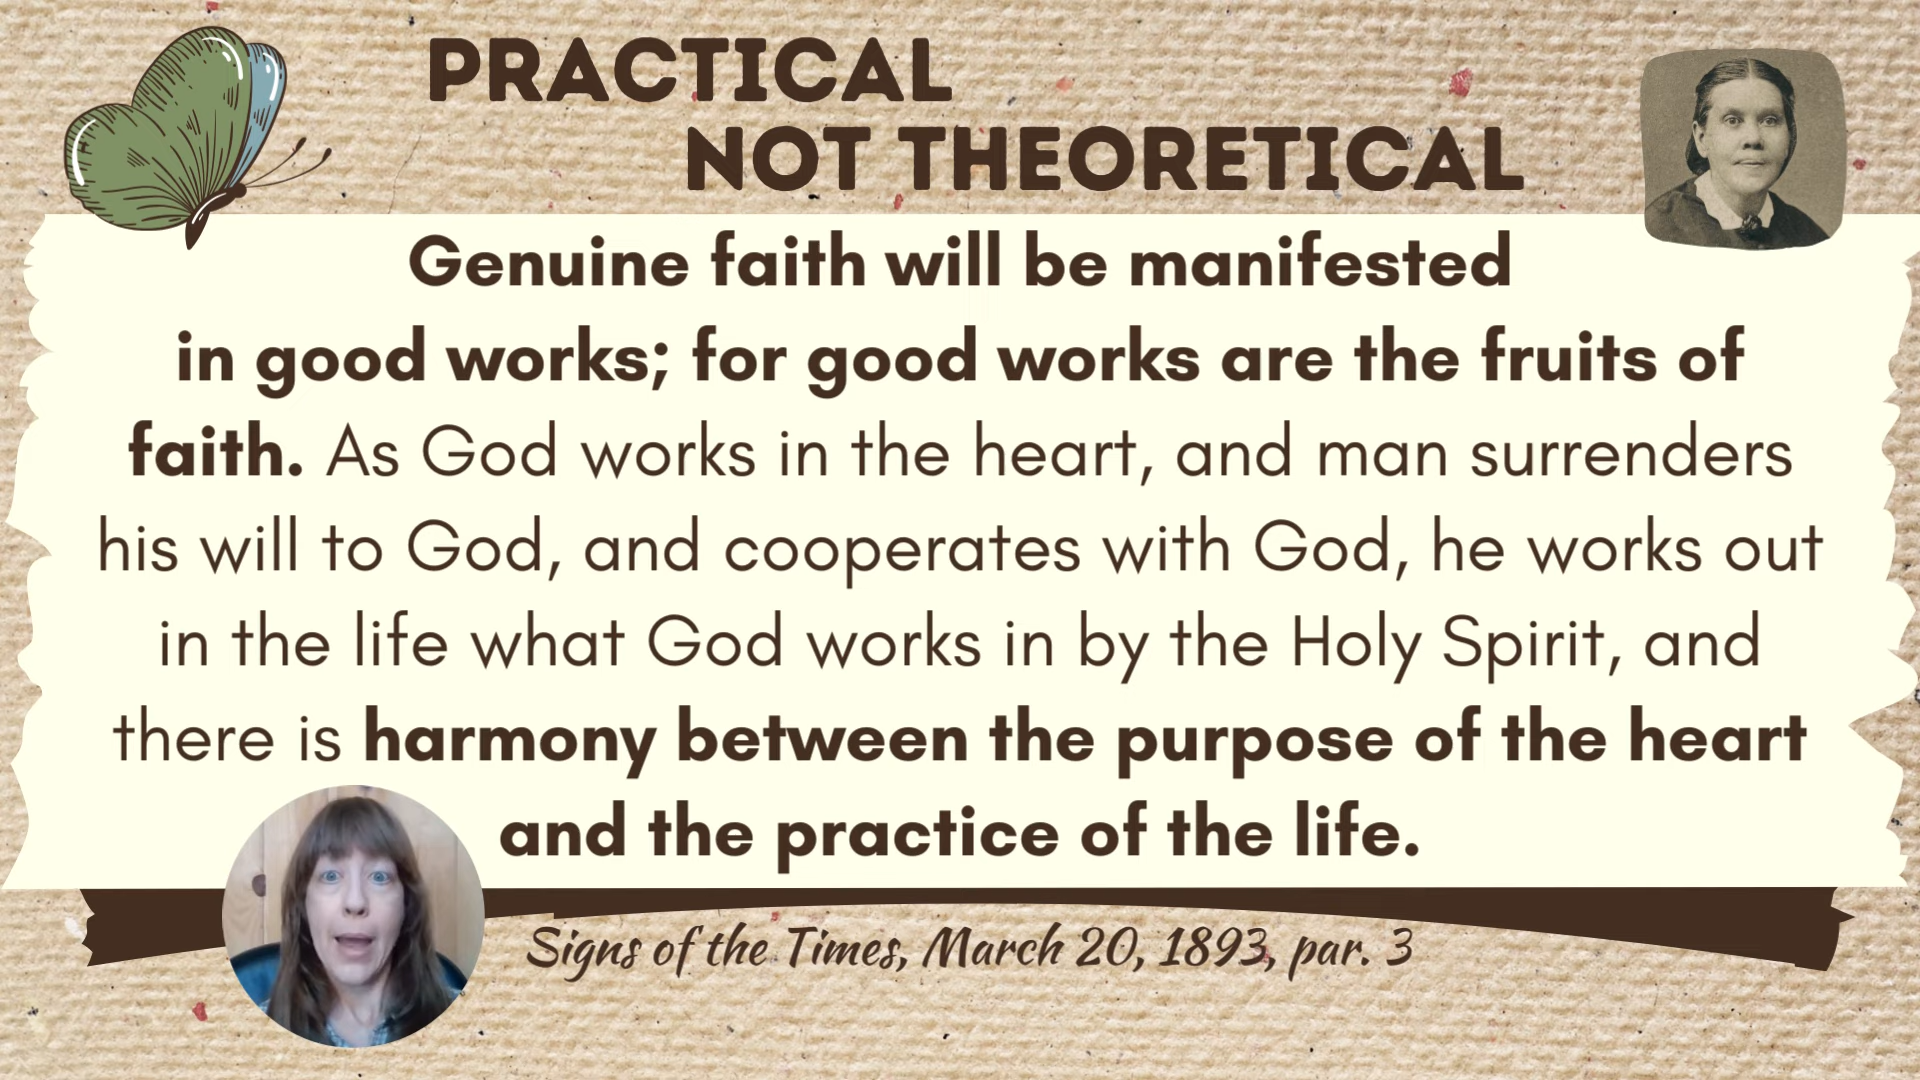 PRACTICAL
NOT THEORETICAL
Genuine faith will be manifested
in good works; for good works are the fruits of
faith. As God works in the heart, and man surrenders
his will to God, and cooperates with God, he works out
in the life what God works in by the Holy Spirit, and
there is harmony between the purpose of the heart
and the practice of the life.
Signs of the Times, March 20, 1893, par. 3